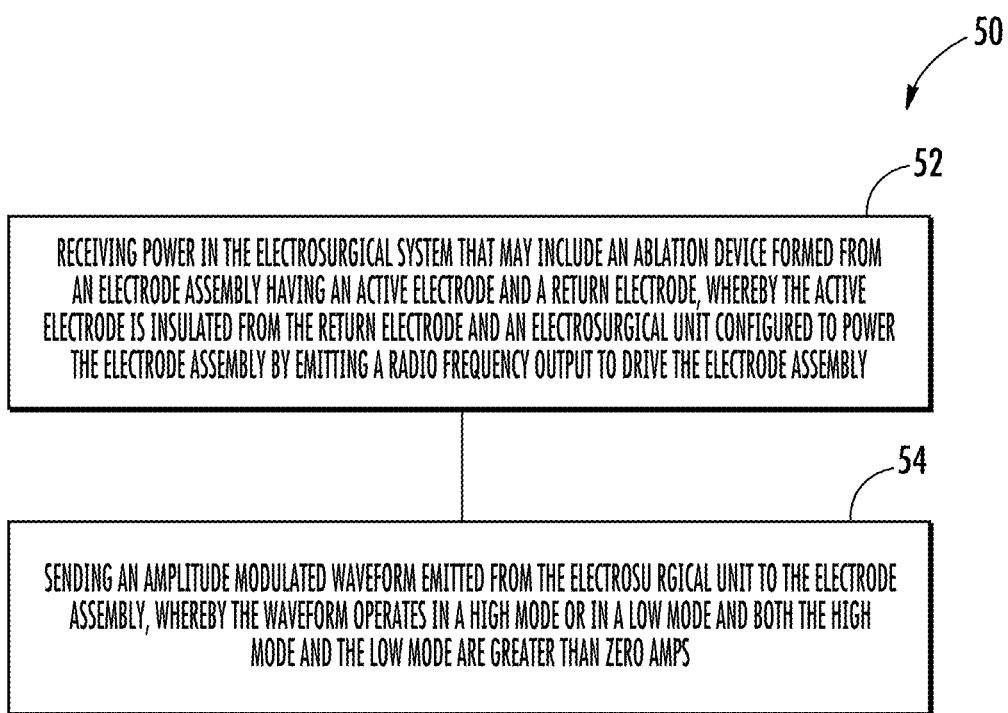 50
52
RECEIVING POWER IN THE ELECTROSURGICAL SYSTEM THAT MAY INCLUDE AN ABLATION DEVICE FORMED FROM
AN ELECTRODE ASSEMBLY HAVING AN ACTIVE ELECTRODE AND A RETURN ELECTRODE, WHEREBY THE ACTIVE
ELECTRODE IS INSULATED FROM THE RETURN ELECTRODE AND AN ELECTROSURGICAL UNIT CONFIGURED TO POWER
THE ELECTRODE ASSEMBLY BY EMITTING A RADIO FREQUENCY OUTPUT TO DRIVE THE ELECTRODE ASSEMBLY
54
SENDING AN AMPLITUDE MODULATED WAVEFORM EMITTED FROM THE ELECTROSU RGICAL UNIT TO THE ELECTRODE
ASSEMBLY, WHEREBY THE WAVEFORM OPERATES IN A HIGH MODE OR IN A LOW MODE AND BOTH THE HIGH
MODE AND THE LOW MODE ARE GREATER THAN ZERO AMPS